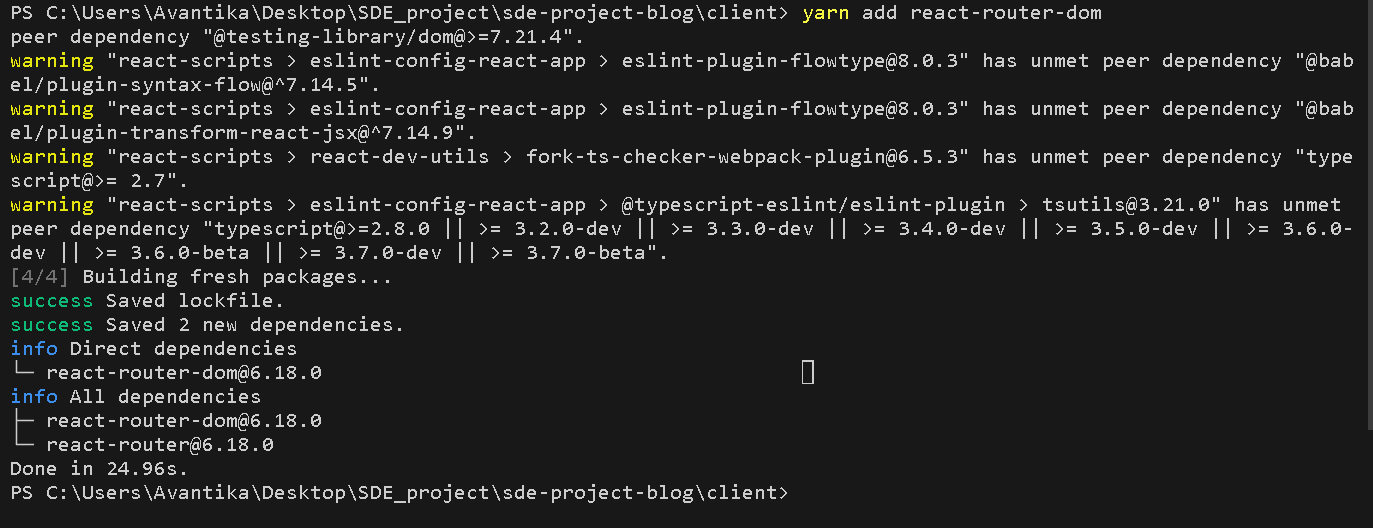 PS C:\Users\Avantika\Desktop\SDE_project\sde-project-blog\client> yarn add react-router-dom
peer dependency "@testing-library/dom@>=7.21.4".
warning "react-scripts > eslint-config-react-app > eslint-plugin-flowtype@8.0.3" has unmet peer dependency "@bab
el/plugin-syntax-flow@^7.14.5".
warning "react-scripts > eslint-config-react-app > eslint-plugin-flowtype@8.0.3" has unmet peer dependency "@bab
el/plugin-transform-react-jsx@^7.14.9".
warning "react-scripts > react-dev-utils > fork-ts-checker-webpack-plugin@6.5.3" has unmet peer dependency "type
script@>= 2.7".
warning "react-scripts > eslint-config-react-app > @typescript-eslint/eslint-plugin > tsutils@3.21.0" has unmet
peer dependency "typescript@>=2.8.0 || >= 3.2.0-dev || >= 3.3.0-dev || >= 3.4.0-dev || >= 3.5.0-dev || >= 3.6.0-
dev || >= 3.6.0-beta || >= 3.7.0-dev || >= 3.7.0-beta".
[4/4] Building fresh packages...
success Saved lockfile.
success Saved 2 new dependencies.
info Direct dependencies
└─ react-router-dom@6.18.0
info All dependencies
├─ react-router-dom@6.18.0
└─ react-router@6.18.0
Done in 24.96s.
PS C:\Users\Avantika\Desktop\SDE_project\sde-project-blog\client>